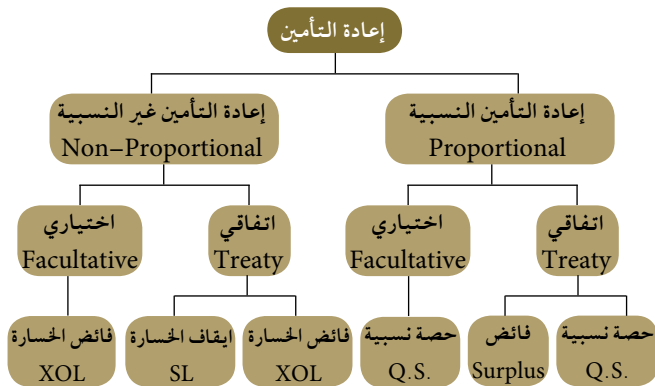 إعادة التأمين
إعادة التأمين النسبية
Proportional
إعادة التأمين غير النسبية
Non–Proportional
اتفاقي
Treaty
اختياري
Facultative
اتفاقي
Treaty
اختياري
Facultative
حصة نسبية
Q.S.
فائض
Surplus
حصة نسبية
Q.S.
فائض الخسارة
XOL
ايقاف الخسارة
SL
فائض الخسارة
XOL